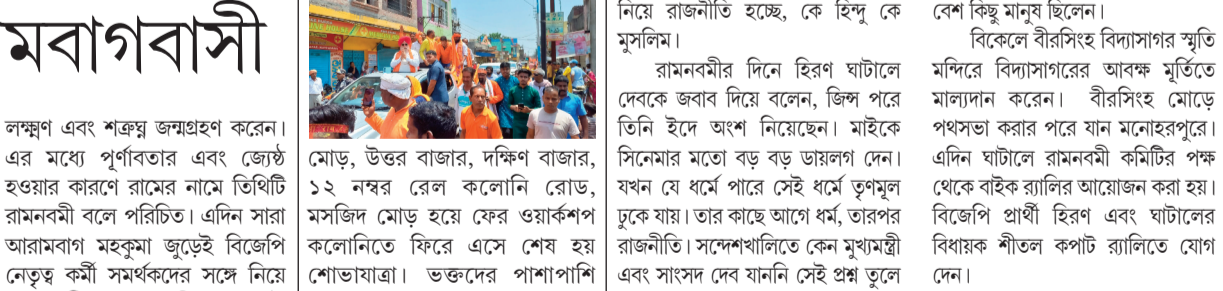 মবাগবাসী
লক্ষ্মণ এবং শত্রুঘ্ন জন্মগ্রহণ করেন।
এর মধ্যে পূর্ণাবতার এবং জ্যেষ্ঠ
হওয়ার কারণে রামের নামে তিথিটি
রামনবমী বলে পরিচিত। এদিন সারা
আরামবাগ মহকুমা জুড়েই বিজেপি
নেতৃত্ব কর্মী সমর্থকদের সঙ্গে নিয়ে
মোড়, উত্তর বাজার, দক্ষিণ বাজার,
১২ নম্বর রেল কলোনি রোড,
মসজিদ মোড় হয়ে ফের ওয়ার্কশপ
কলোনিতে ফিরে এসে শেষ হয়
শোভাযাত্রা। ভক্তদের পাশাপাশি
নিয়ে রাজনীতি হচ্ছে, কে হিন্দু কে
মুসলিম।
রামনবমীর দিনে হিরণ ঘাটালে
দেবকে জবাব দিয়ে বলেন, জিন্স পরে
তিনি ইদে অংশ নিয়েছেন। মাইকে
সিনেমার মতো বড় বড় ডায়লগ দেন।
যখন যে ধর্মে পারে সেই ধর্মে তৃণমূল
ঢুকে যায়। তার কাছে আগে ধর্ম, তারপর
রাজনীতি। সন্দেশখালিতে কেন মুখ্যমন্ত্রী
এবং সাংসদ দেব যাননি সেই প্রশ্ন তুলে
বেশ কিছু মানুষ ছিলেন।
বিকেলে বীরসিংহ বিদ্যাসাগর স্মৃতি
মন্দিরে বিদ্যাসাগরের আবক্ষ মূর্তিতে
মাল্যদান করেন। বীরসিংহ মোড়ে
পথসভা করার পরে যান মনোহরপুরে।
এদিন ঘাটালে রামনবমী কমিটির পক্ষ
থেকে বাইক র‍্যালির আয়োজন করা হয়।
বিজেপি প্রার্থী হিরণ এবং ঘাটালের
বিধায়ক শীতল কপাট র‍্যালিতে যোগ
দেন।